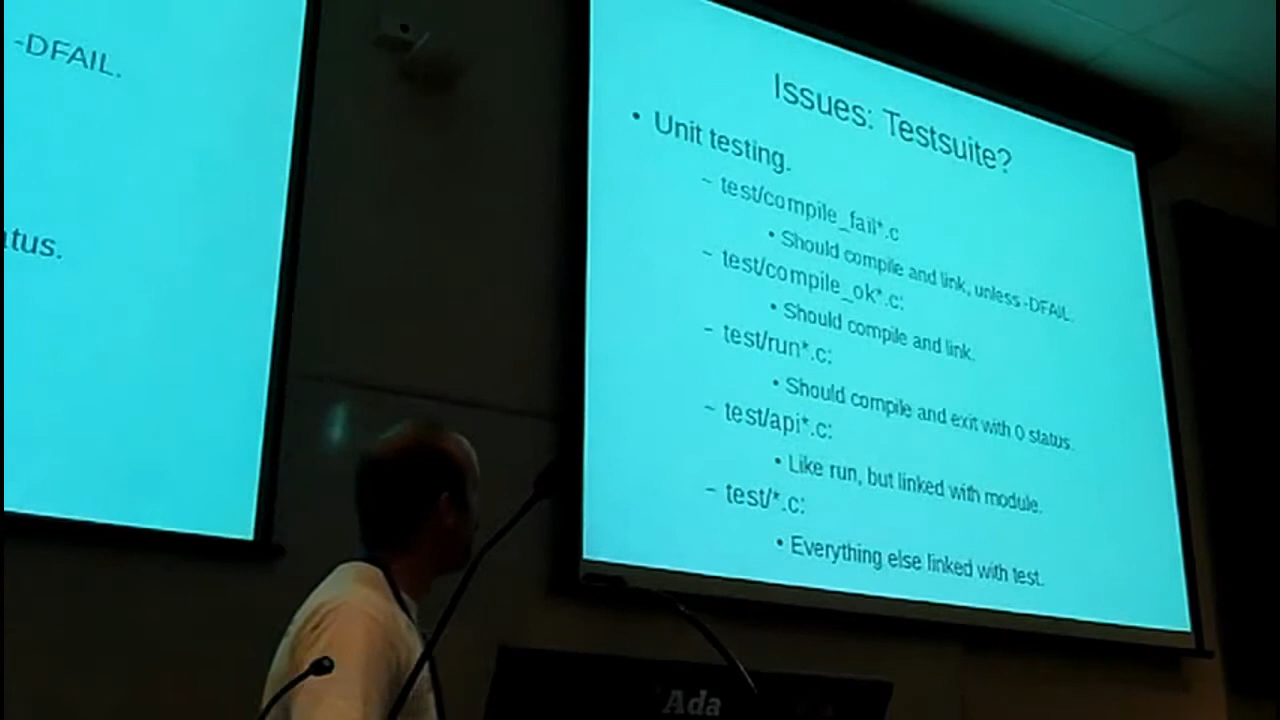 -DFAIL.
atus.
Issues: Testsuite?
• Unit testing.
– test/compile_fail*.c
• Should compile and link, unless -DFAIL.
– test/compile_ok*.c:
• Should compile and link.
– test/run*.c:
• Should compile and exit with 0 status.
– test/api*.c:
• Like run, but linked with module.
– test/*.c:
• Everything else linked with test.
Ada